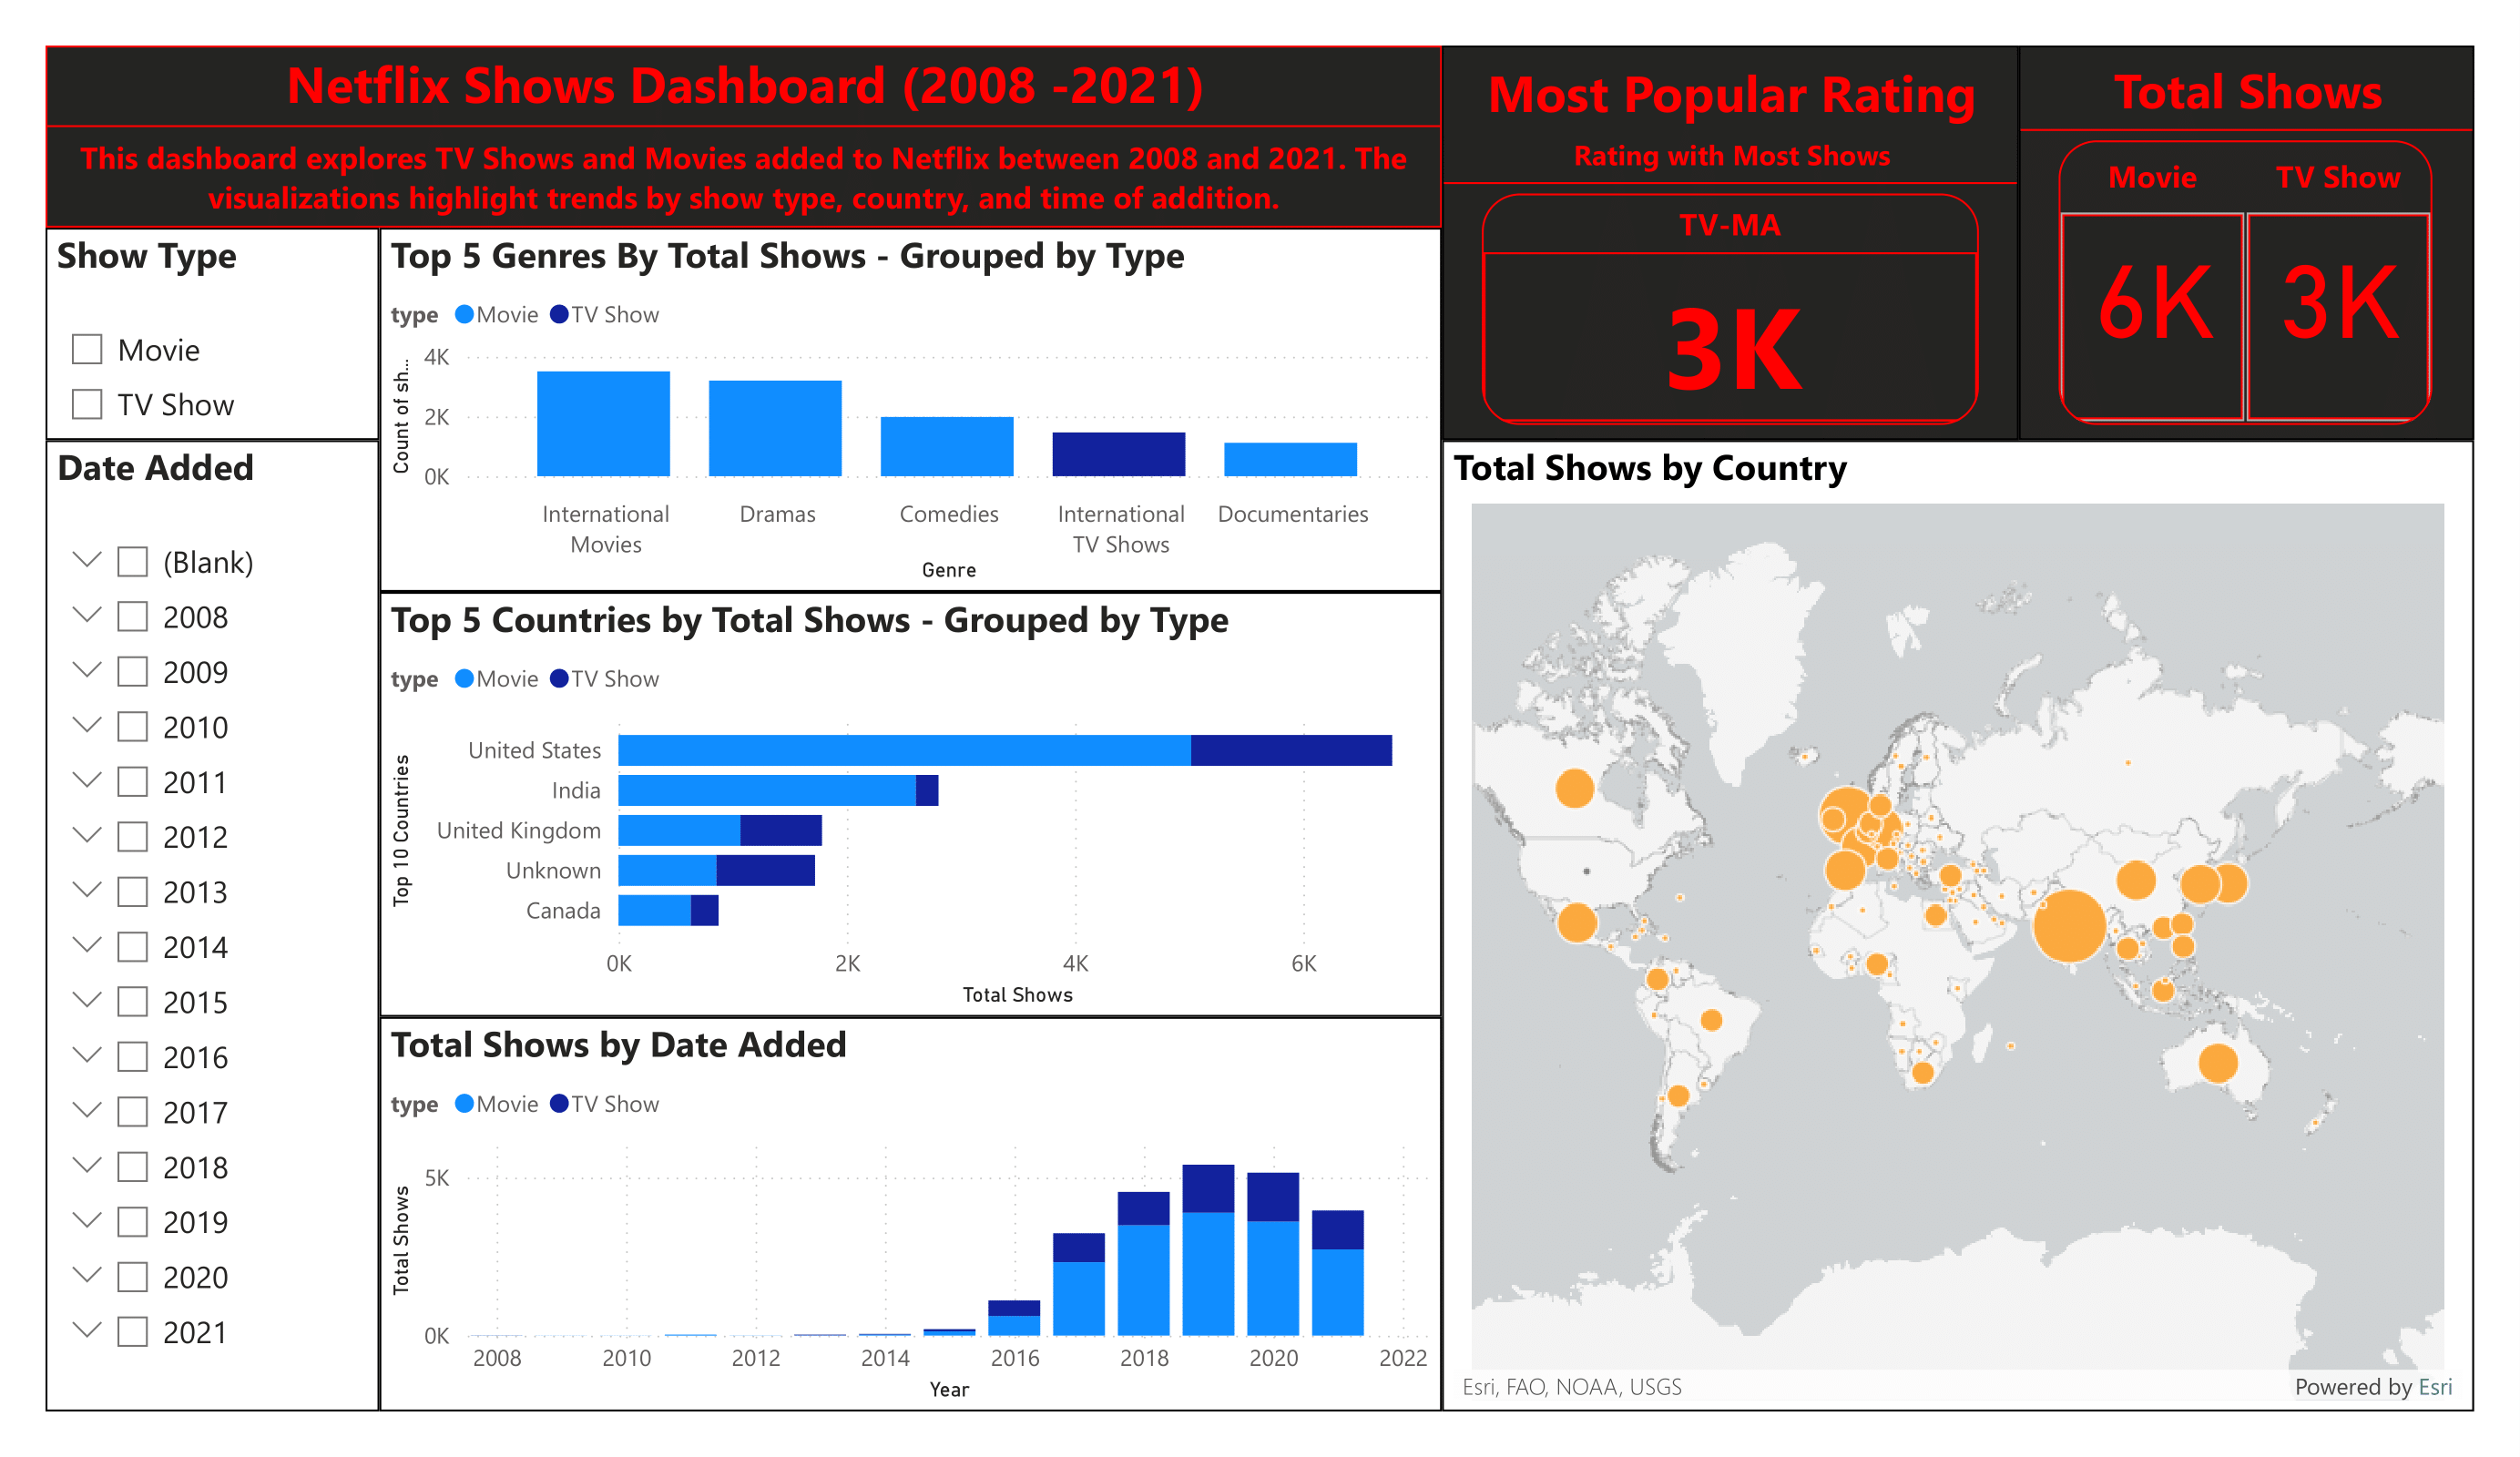 Netflix Shows Dashboard (2008 -2021)
This dashboard explores TV Shows and Movies added to Netflix between 2008 and 2021. The
visualizations highlight trends by show type, country, and time of addition.
Most Popular Rating
Rating with Most Shows
TV-MA
3K
Total Shows
Movie TV Show
6K 3K
Show Type
Movie
TV Show
Date Added
(Blank)
2008
2009
2010
2011
2012
2013
2014
2015
2016
2017
2018
2019
2020
2021
Top 5 Genres By Total Shows - Grouped by Type
type Movie TV Show
Count of sh...
4K
2K
0K
International
Movies
Dramas
Comedies
International
TV Shows
Documentaries
Genre
Top 5 Countries by Total Shows - Grouped by Type
type Movie TV Show
Top 10 Countries
United States
India
United Kingdom
Unknown
Canada
0K 2K 4K 6K
Total Shows
Total Shows by Date Added
type Movie TV Show
Total Shows
5K
0K
2008 2010 2012 2014 2016 2018 2020 2022
Year
Total Shows by Country
Esri, FAO, NOAA, USGS
Powered by Esri